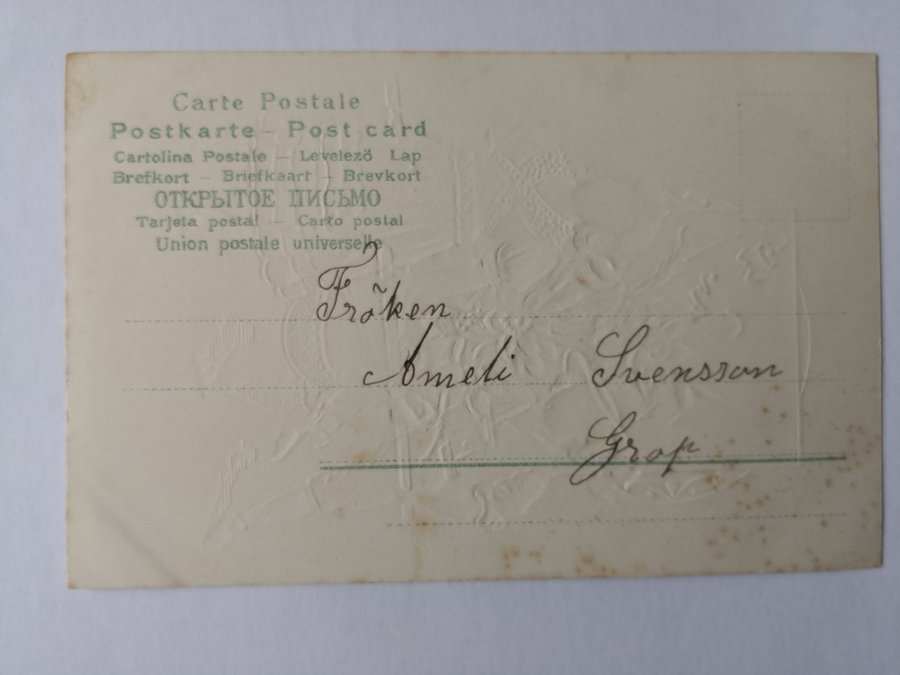 Carte Postale
Postkarte – Post card
Cartolina Postale – Levelező Lap
Brefkort – Briefkaart – Brevkort
ОТКРЫТОЕ ПИСЬМО
Tarjeta postal – Carto postal
Union postale universelle
Fröken
Ameli Svensson
Grop